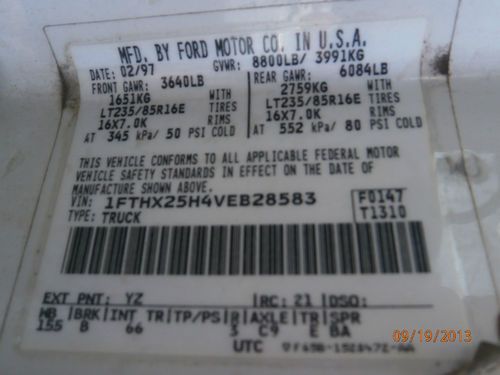 MFD. BY FORD MOTOR CO. IN U.S.A.
DATE: 02/97 GVWR: 8800LB/ 3991KG
FRONT GAWR: 3640LB REAR GAWR: 6084LB
1651KG WITH 2759KG WITH
LT235/85R16E TIRES LT235/85R16E TIRES
16X7.0K RIMS 16X7.0K RIMS
AT 345 kPa/ 50 PSI COLD AT 552 kPa/ 80 PSI COLD
THIS VEHICLE CONFORMS TO ALL APPLICABLE FEDERAL MOTOR
VEHICLE SAFETY STANDARDS IN EFFECT ON THE DATE OF
MANUFACTURE SHOWN ABOVE.
VIN: 1FTHX25H4VEB28583 F0147
TYPE: TRUCK T1310
EXT PNT: YZ RC: 21 DSO:
WB BRK INT TR TP/PS R AXLE TR SPR
155 B 66 3 C9 E BA
UTC
09/19/2013